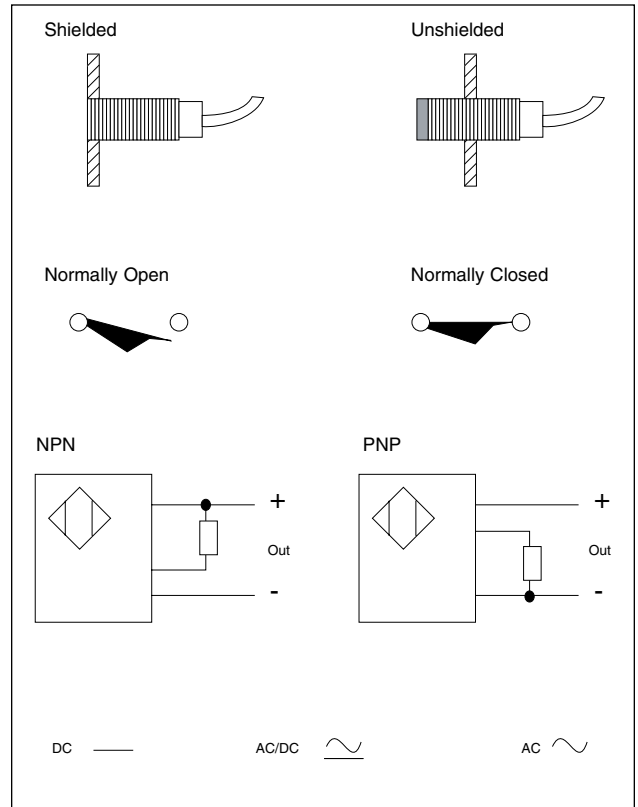 Shielded
Unshielded
Normally Open
Normally Closed
NPN
PNP
+
Out
-
+
Out
-
DC
AC/DC
AC